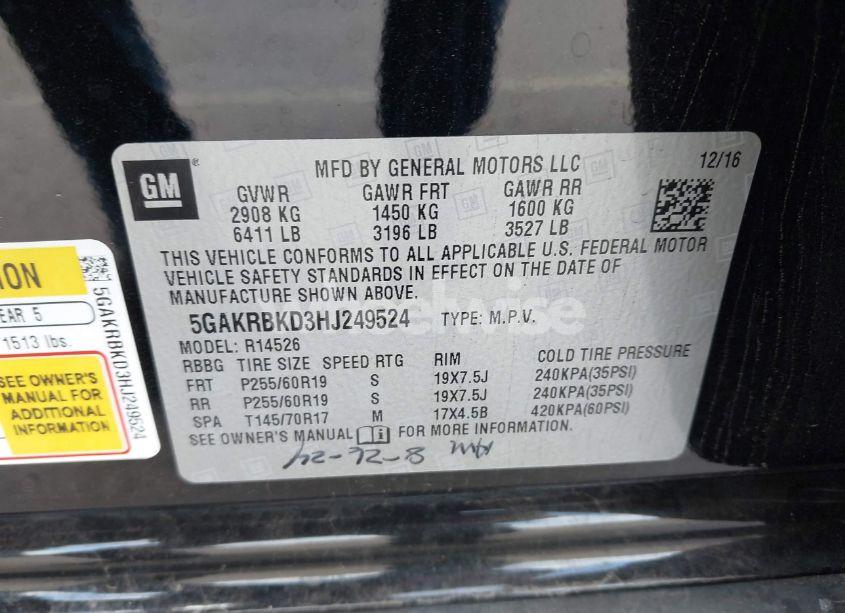 GM
MFD BY GENERAL MOTORS LLC
12/16
GVWR GAWR FRT GAWR RR
2908 KG 1450 KG 1600 KG
6411 LB 3196 LB 3527 LB
THIS VEHICLE CONFORMS TO ALL APPLICABLE U.S. FEDERAL MOTOR
VEHICLE SAFETY STANDARDS IN EFFECT ON THE DATE OF
MANUFACTURE SHOWN ABOVE.
5GAKRBKD3HJ249524 TYPE: M.P.V.
MODEL: R14526
RBBG TIRE SIZE SPEED RTG RIM COLD TIRE PRESSURE
FRT P255/60R19 S 19X7.5J 240KPA(35PSI)
RR P255/60R19 S 19X7.5J 240KPA(35PSI)
SPA T145/70R17 M 17X4.5B 420KPA(60PSI)
SEE OWNER'S MANUAL FOR MORE INFORMATION.
5
1513 lbs.
SEE OWNER'S
MANUAL FOR
ADDITIONAL
INFORMATION
5GAKRBKD3HJ249524